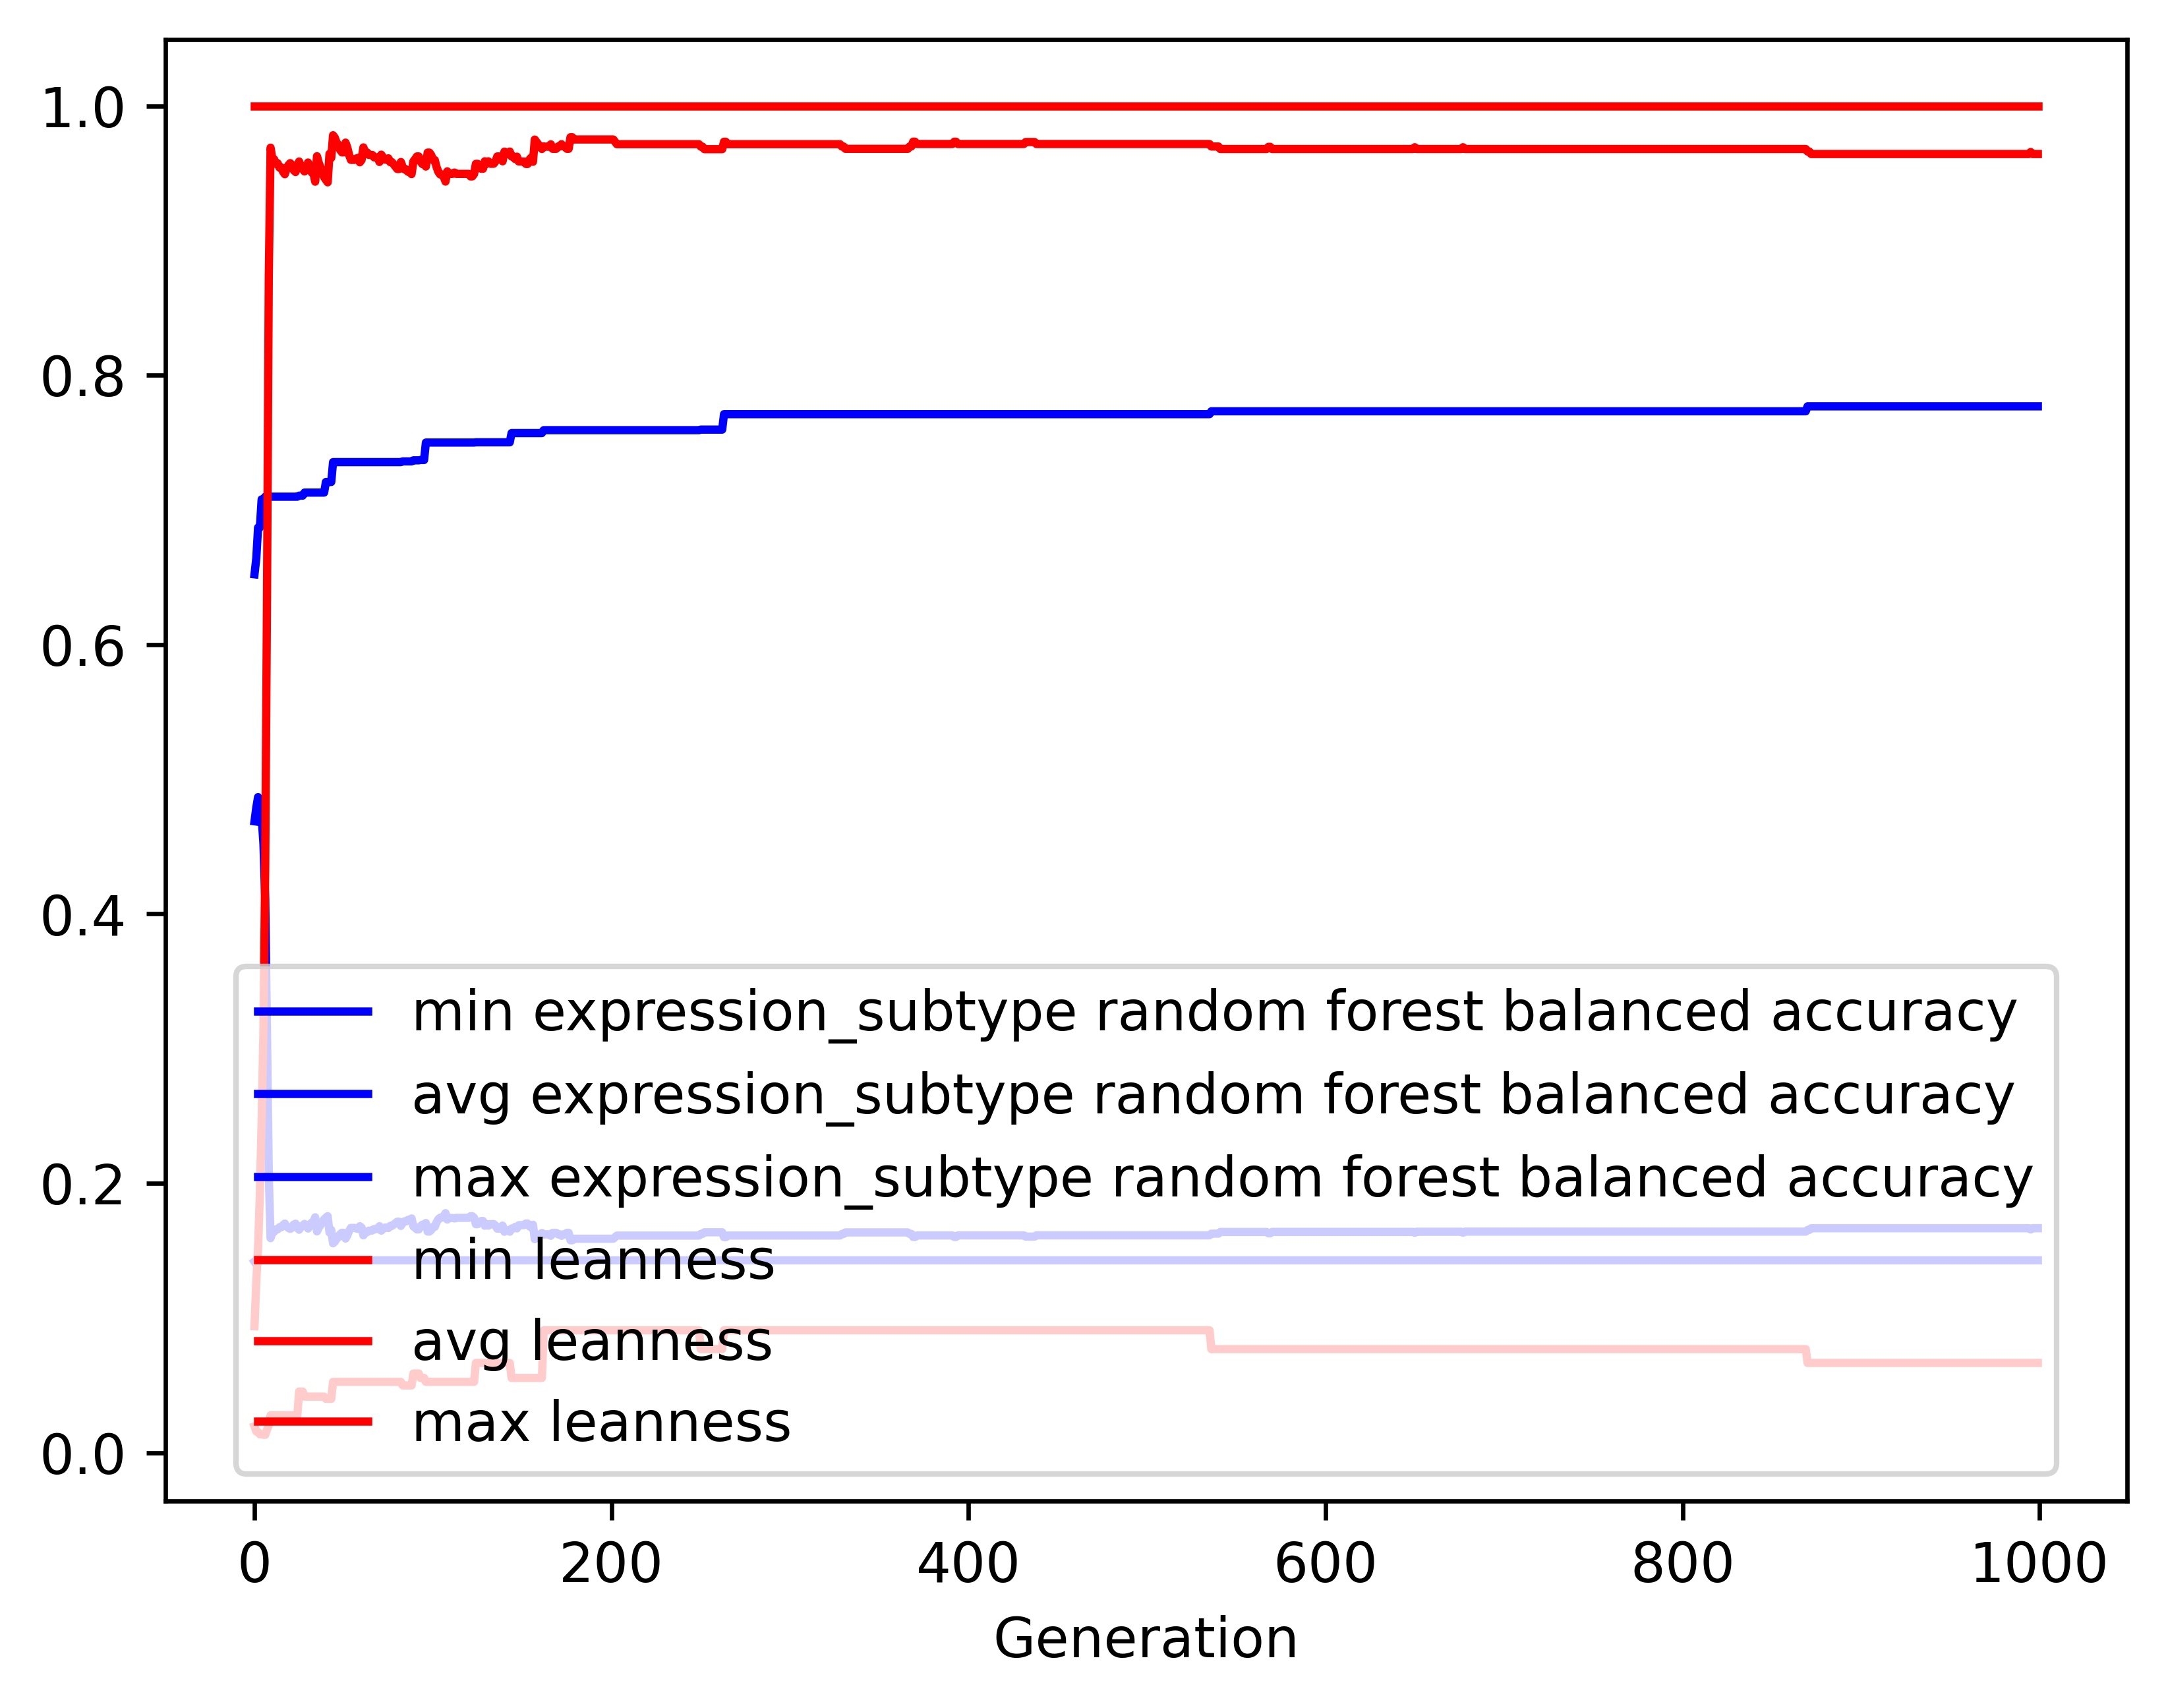 1.0
0.8
0.6
0.4
0.2
0.0
min expression_subtype random forest balanced accuracy
avg expression_subtype random forest balanced accuracy
max expression_subtype random forest balanced accuracy
min leanness
avg leanness
max leanness
0 200 400 600 800 1000
Generation